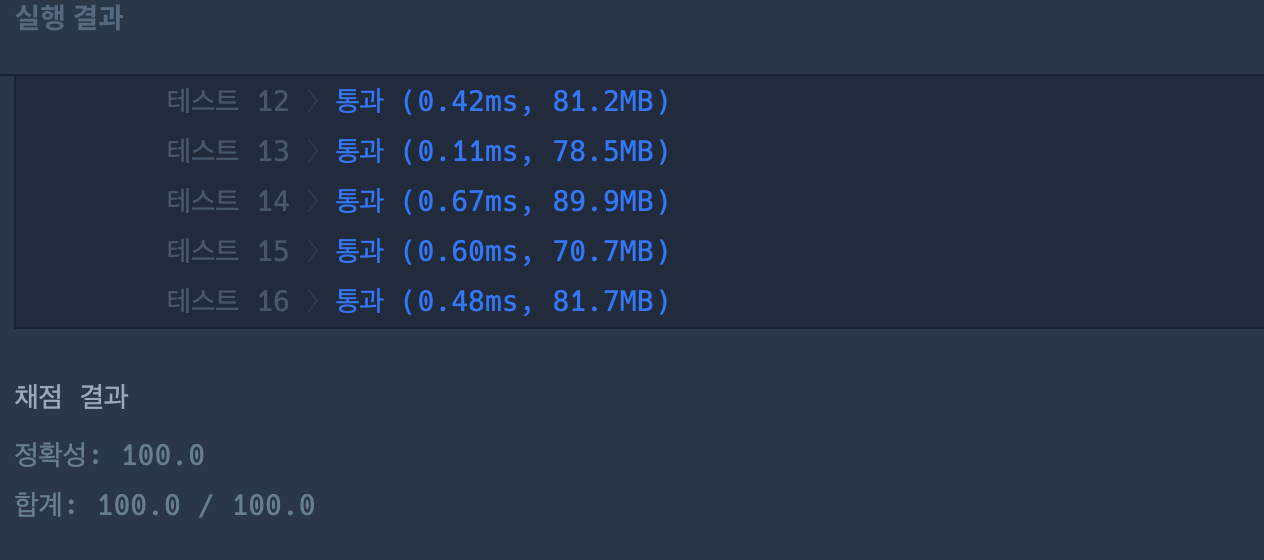 실행 결과
테스트 12 〉 통과 (0.42ms, 81.2MB)
테스트 13 〉 통과 (0.11ms, 78.5MB)
테스트 14 〉 통과 (0.67ms, 89.9MB)
테스트 15 〉 통과 (0.60ms, 70.7MB)
테스트 16 〉 통과 (0.48ms, 81.7MB)
채점 결과
정확성: 100.0
합계: 100.0 / 100.0